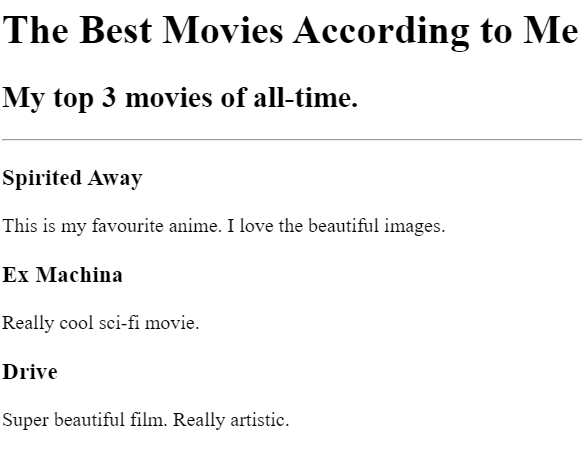 The Best Movies According to Me
My top 3 movies of all-time.
Spirited Away
This is my favourite anime. I love the beautiful images.
Ex Machina
Really cool sci-fi movie.
Drive
Super beautiful film. Really artistic.